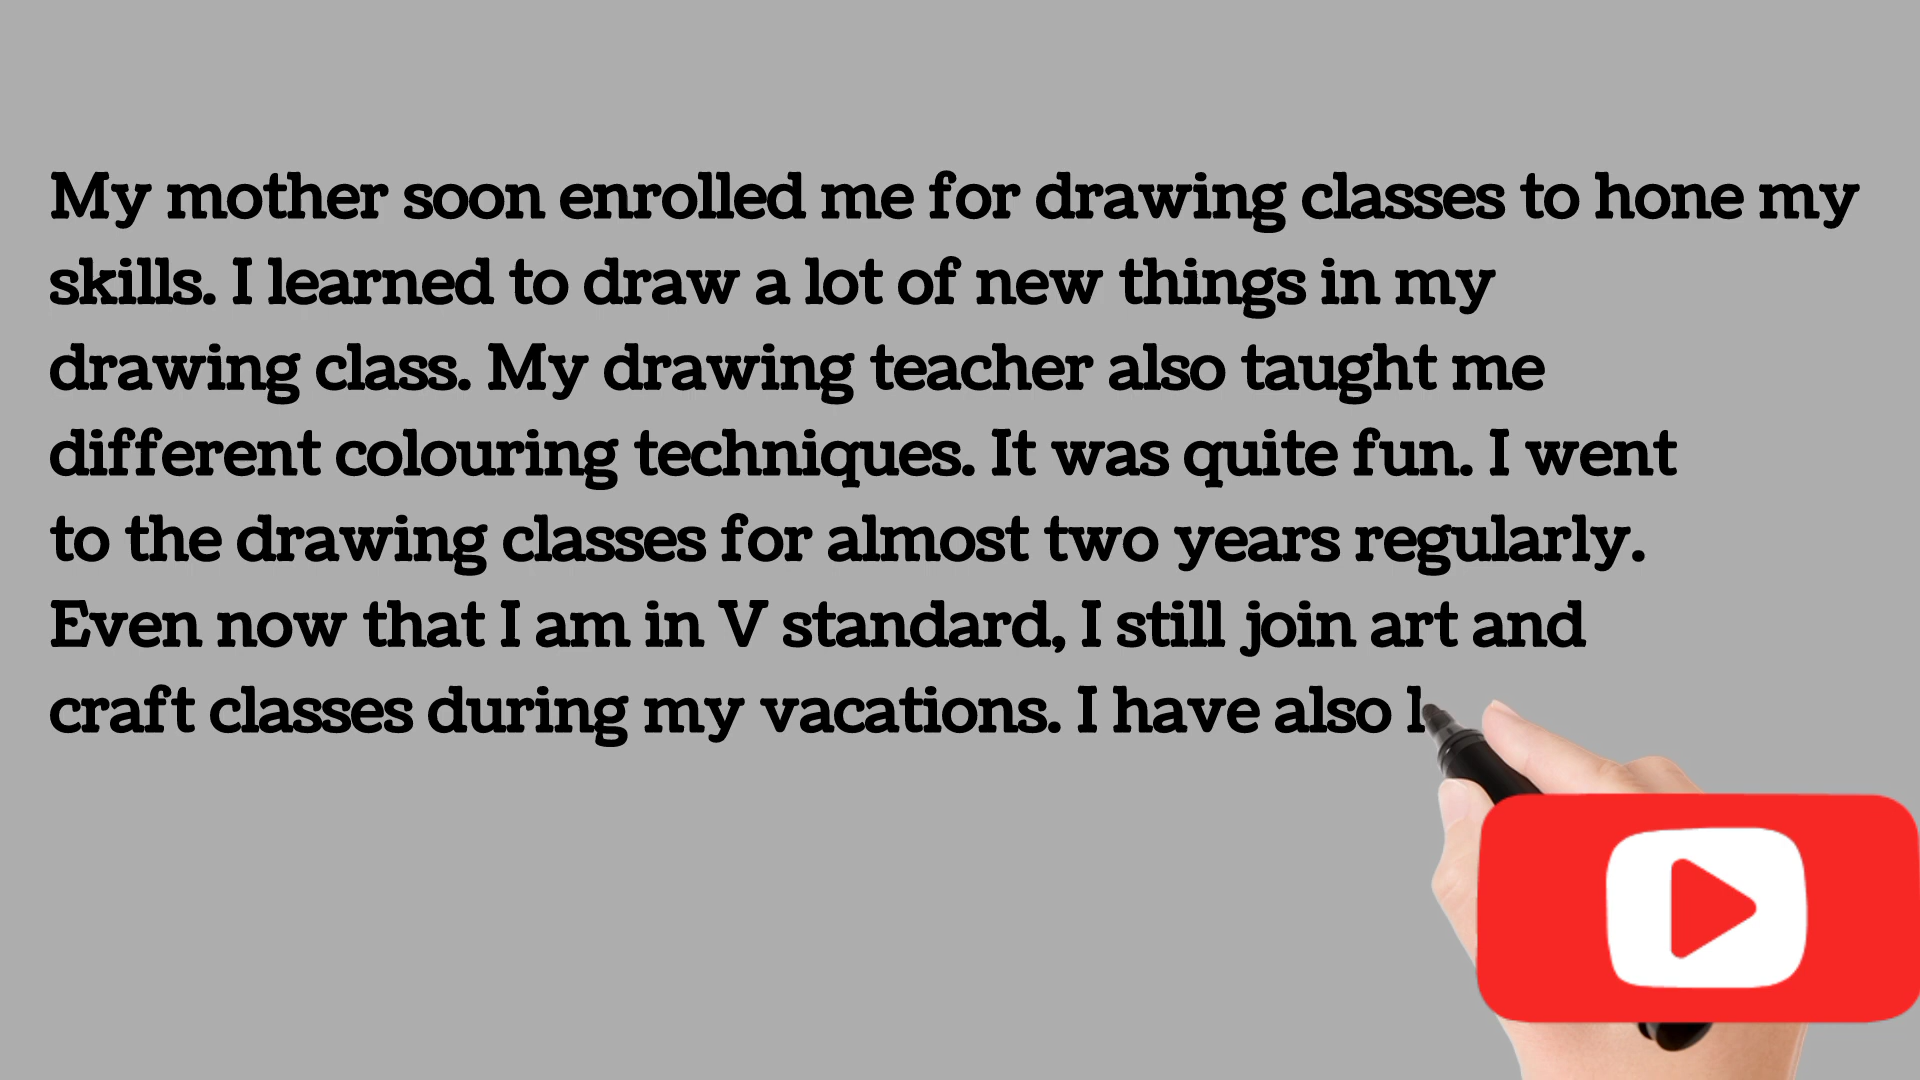 My mother soon enrolled me for drawing classes to hone my
skills. I learned to draw a lot of new things in my
drawing class. My drawing teacher also taught me
different colouring techniques. It was quite fun. I went
to the drawing classes for almost two years regularly.
Even now that I am in V standard, I still join art and
craft classes during my vacations. I have also l